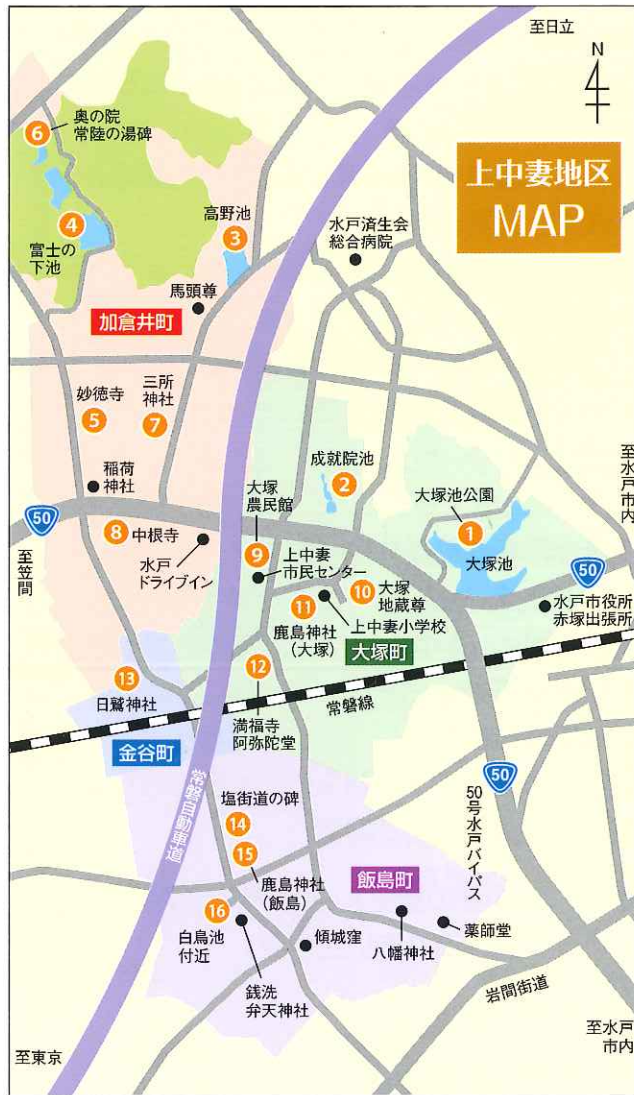 至日立
N
上中妻地区
MAP
6
奥の院
常陸の湯碑
4
富士の
下池
高野池
3
水戸済生会
総合病院
馬頭尊
加倉井町
妙徳寺
5
三所
神社
7
成就院池
2
至水戸市内
稲荷
神社
50
大塚
農民館
9
大塚池公園
1
大塚池
8
中根寺
水戸
ドライブイン
上中妻
市民センター
10
大塚
地蔵尊
50
至笠間
11
鹿島神社
(大塚)
上中妻小学校
水戸市役所
赤塚出張所
大塚町
13
日鷲神社
12
満福寺
阿弥陀堂
常磐線
金谷町
50
50号水戸バイパス
常磐自動車道
塩街道の碑
14
15
鹿島神社
(飯島)
飯島町
16
白鳥池
付近
銭洗
弁天神社
傾城窪
八幡神社
薬師堂
岩間街道
至東京
至水戸
市内